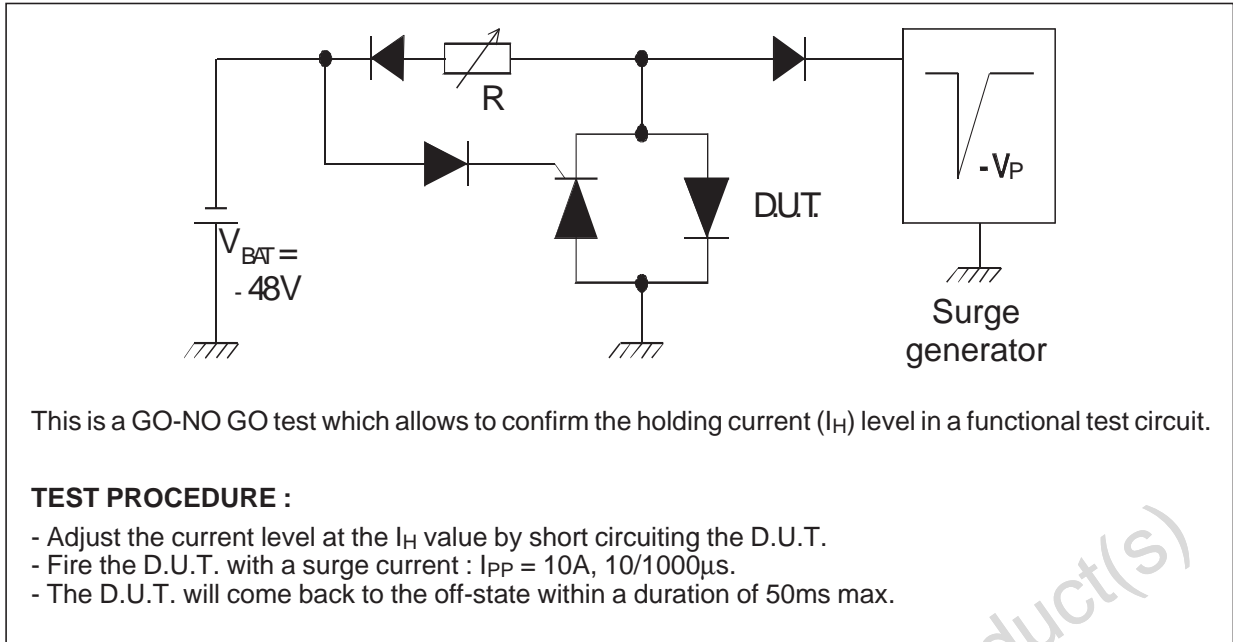 R
- VP
D.U.T.
VBAT =
- 48V
Surge
generator
This is a GO-NO GO test which allows to confirm the holding current (IH) level in a functional test circuit.
TEST PROCEDURE :
- Adjust the current level at the IH value by short circuiting the D.U.T.
- Fire the D.U.T. with a surge current : IPP = 10A, 10/1000μs.
- The D.U.T. will come back to the off-state within a duration of 50ms max.
duct(s)